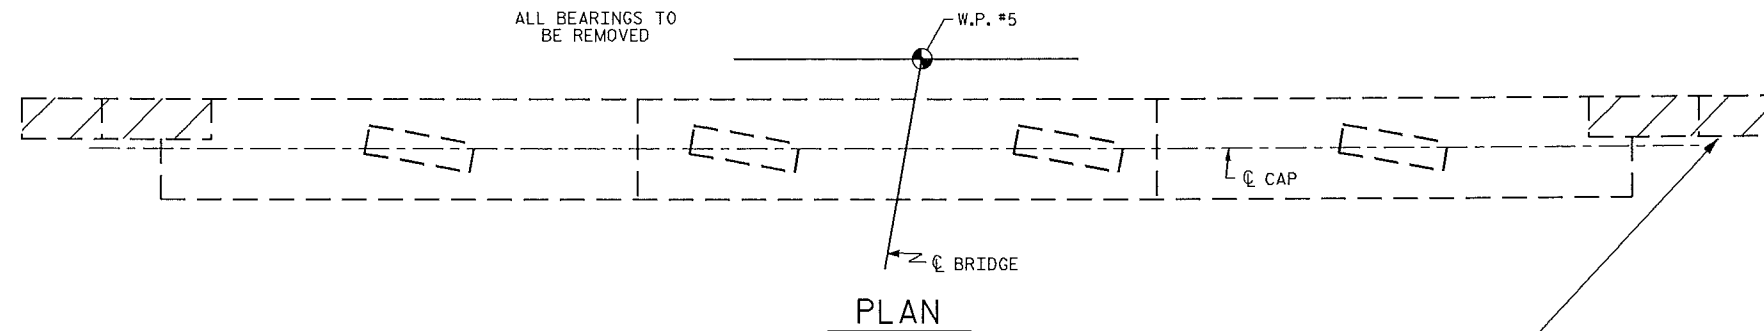 ALL BEARINGS TO
BE REMOVED
W.P. #5
℄ CAP
℄ BRIDGE
PLAN